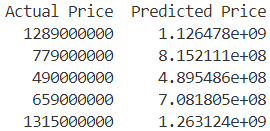 Actual Price Predicted Price
1289000000 1.126478e+09
779000000 8.152111e+08
490000000 4.895486e+08
659000000 7.081805e+08
1315000000 1.263124e+09